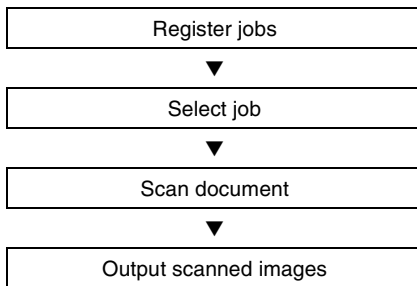 Register jobs
Select job
Scan document
Output scanned images